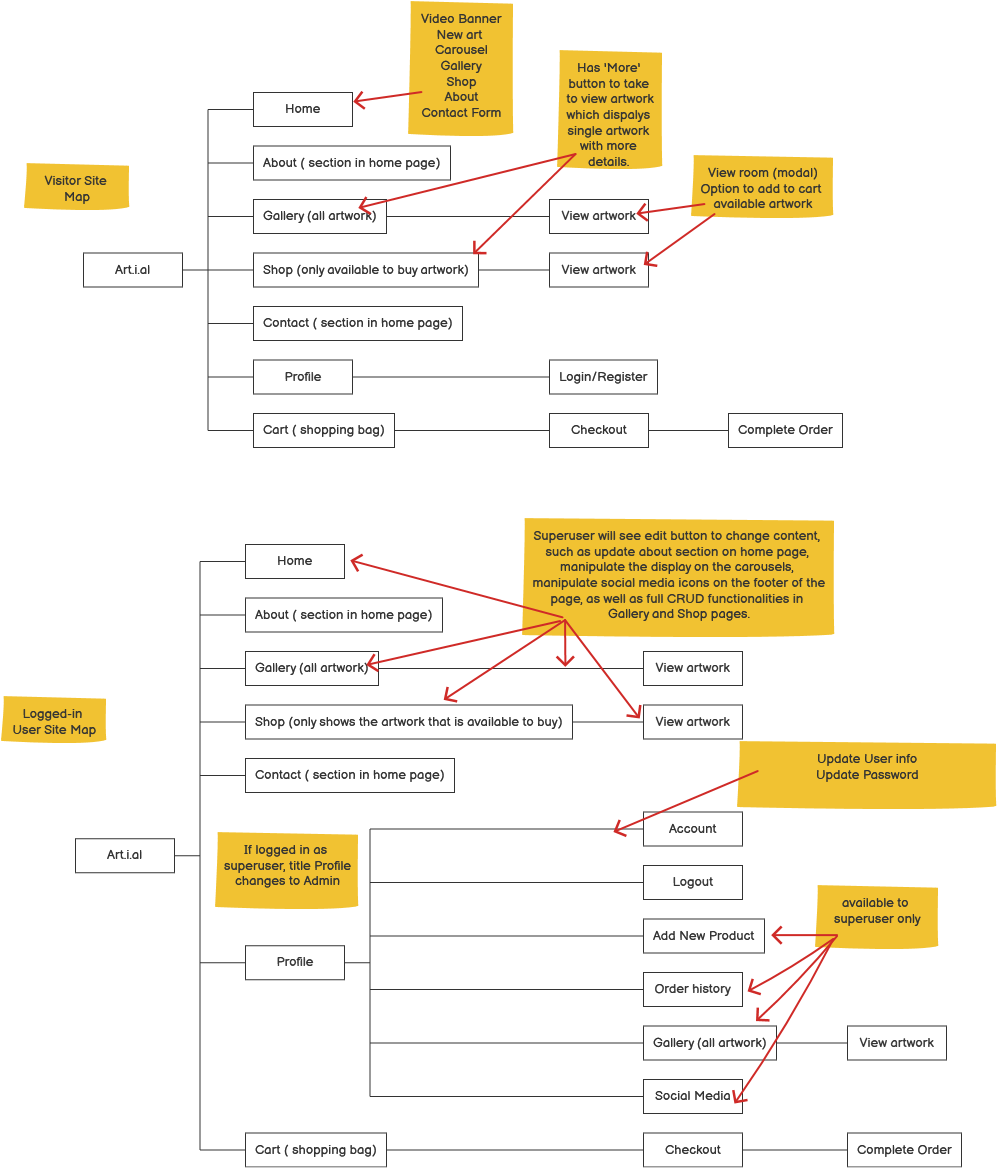 Video Banner
New art
Carousel
Gallery
Shop
About
Contact Form
Has 'More'
button to take
to view artwork
which dispalys
single artwork
with more
details.
Home
About ( section in home page)
Visitor Site
Map
View room (modal)
Option to add to cart
available artwork
Gallery (all artwork)
View artwork
Art.i.al
Shop (only available to buy artwork)
View artwork
Contact ( section in home page)
Profile
Login/Register
Cart ( shopping bag)
Checkout
Complete Order
Superuser will see edit button to change content,
such as update about section on home page,
manipulate the display on the carousels,
manipulate social media icons on the footer of the
page, as well as full CRUD functionalities in
Gallery and Shop pages.
Home
About ( section in home page)
Gallery (all artwork)
View artwork
Logged-in
User Site Map
Shop (only shows the artwork that is available to buy)
View artwork
Contact ( section in home page)
Update User info
Update Password
Account
Art.i.al
If logged in as
superuser, title Profile
changes to Admin
Logout
available to
superuser only
Add New Product
Profile
Order history
Gallery (all artwork)
View artwork
Social Media
Cart ( shopping bag)
Checkout
Complete Order